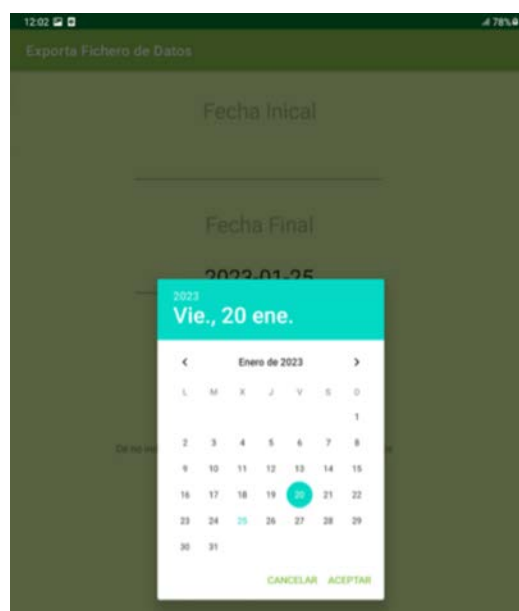 12:02 78%
Exporta Fichero de Datos
Fecha Inical
Fecha Final
2023-01-25
2023
Vie., 20 ene.
< Enero de 2023 >
L M X J V S D
1
2 3 4 5 6 7 8
9 10 11 12 13 14 15
16 17 18 19 20 21 22
23 24 25 26 27 28 29
30 31
De no
CANCELAR ACEPTAR